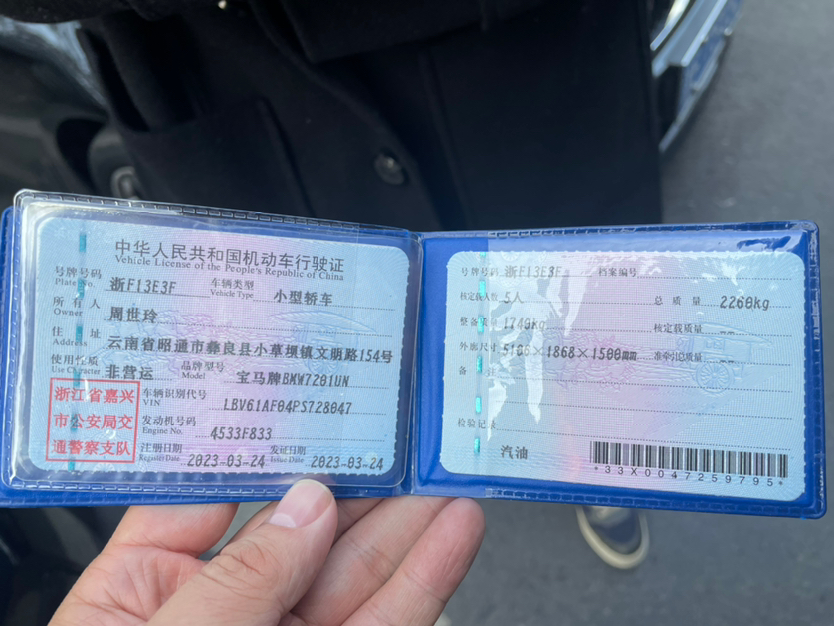 中华人民共和国机动车行驶证
Vehicle License of the People's Republic of China
号牌号码 浙F13E3F 车辆类型 小型轿车
Plate No. Vehicle Type
所有人 周世玲
Owner
住址 云南省昭通市彝良县小草坝镇文明路154号
Address
使用性质 非营运 品牌型号 宝马牌BMW7201UN
Use Character Model
浙江省嘉兴
市公安局交
通警察支队
车辆识别代号 LBV61AF04PS728047
VIN
发动机号码 4533F833
Engine No.
注册日期 2023-03-24 发证日期 2023-03-24
Register Date Issue Date
号牌号码 浙F13E3F 档案编号
核定载人数 5人 总质量 2260kg
整备质量 1740kg 核定载质量 --
外廓尺寸 5106×1868×1500mm 准牵引总质量 --
备注
检验记录
汽油
*33X0047259795*